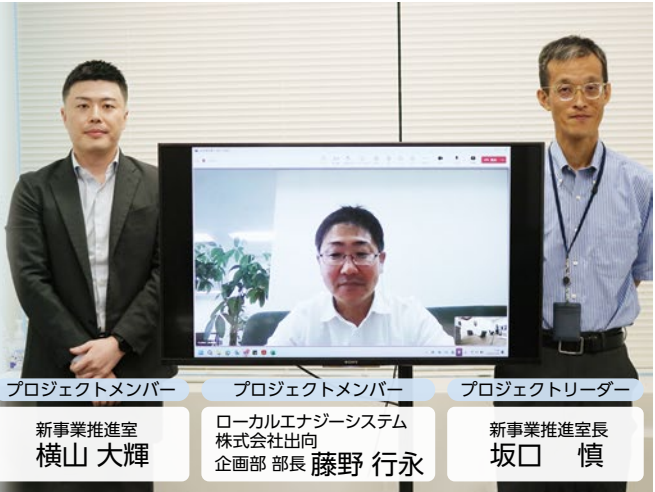 SONY
プロジェクトメンバー
新事業推進室
横山 大輝
プロジェクトメンバー
ローカルエナジーシステム
株式会社出向
企画部 部長 藤野 行永
プロジェクトリーダー
新事業推進室長
坂口 慎